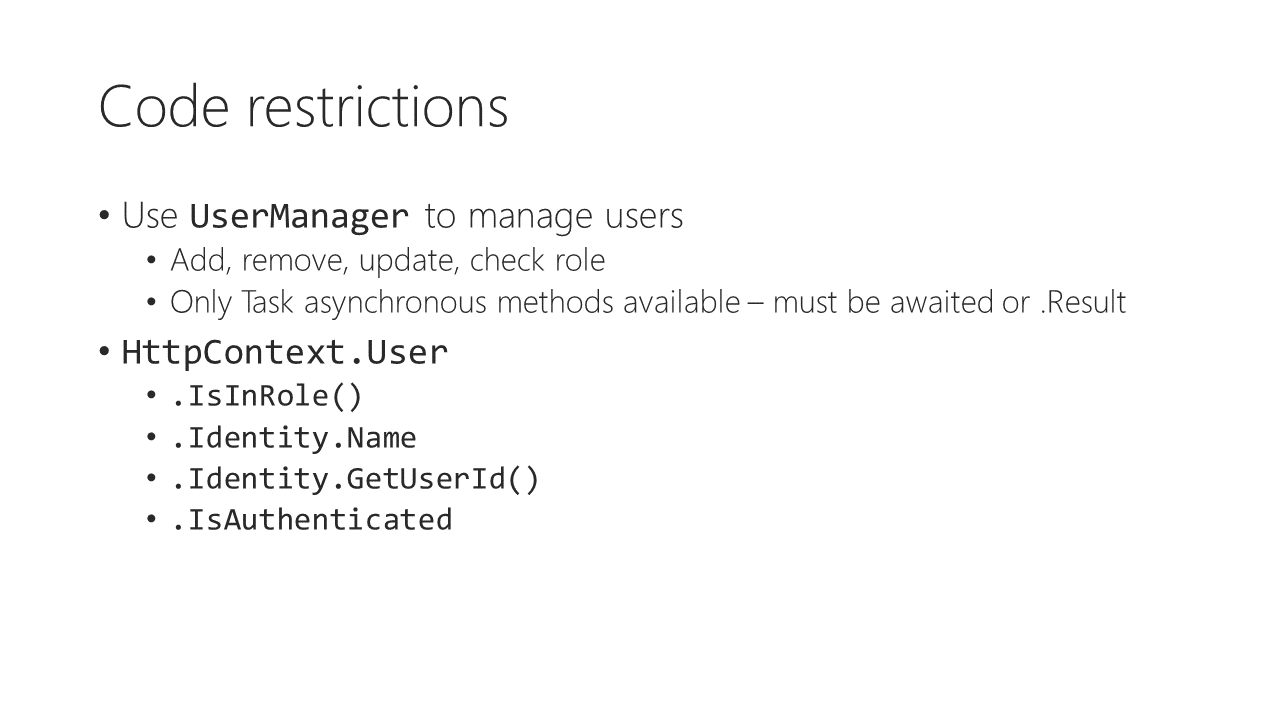 Code restrictions
• Use UserManager to manage users
• Add, remove, update, check role
• Only Task asynchronous methods available – must be awaited or .Result
• HttpContext.User
• .IsInRole()
• .Identity.Name
• .Identity.GetUserId()
• .IsAuthenticated